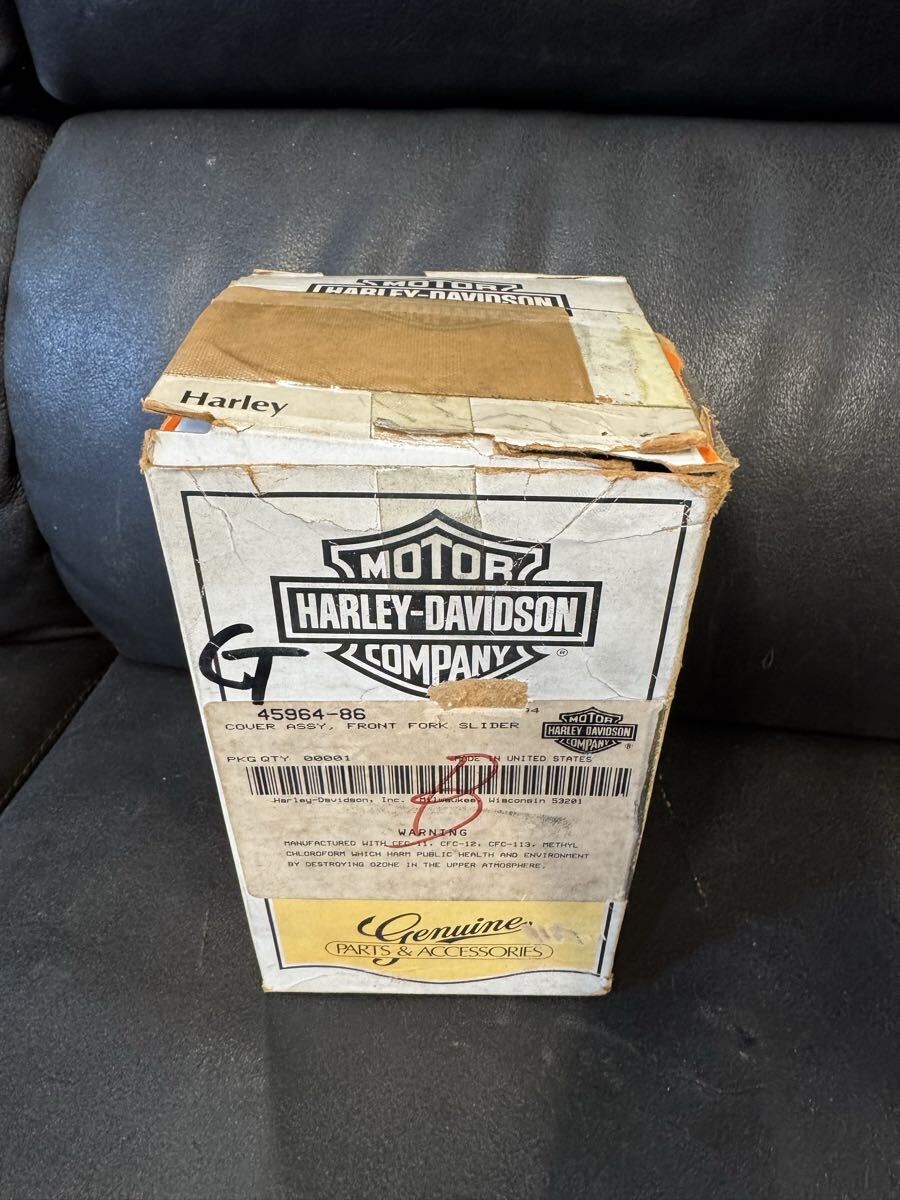 MOTOR
HARLEY-DAVIDSON
Harley
MOTOR
HARLEY-DAVIDSON
COMPANY
®
GT
45964-86
COVER ASSY, FRONT FORK SLIDER
MOTOR
HARLEY-DAVIDSON
COMPANY
®
PKG QTY 00001
MADE IN UNITED STATES
B
Harley-Davidson, Inc. Milwaukee, Wisconsin 53201
WARNING
MANUFACTURED WITH CFC-11, CFC-12, CFC-113, METHYL
CHLOROFORM WHICH HARM PUBLIC HEALTH AND ENVIRONMENT
BY DESTROYING OZONE IN THE UPPER ATMOSPHERE.
Genuine
PARTS & ACCESSORIES